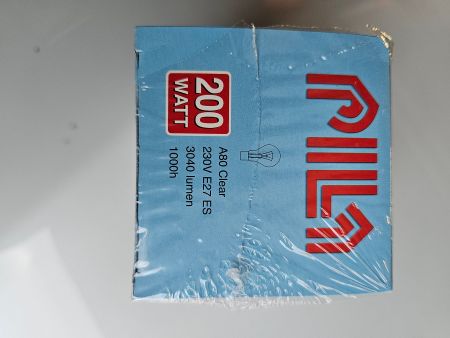 PILA
200
WATT
A80 Clear
230V E27 ES
3040 lumen
1000h